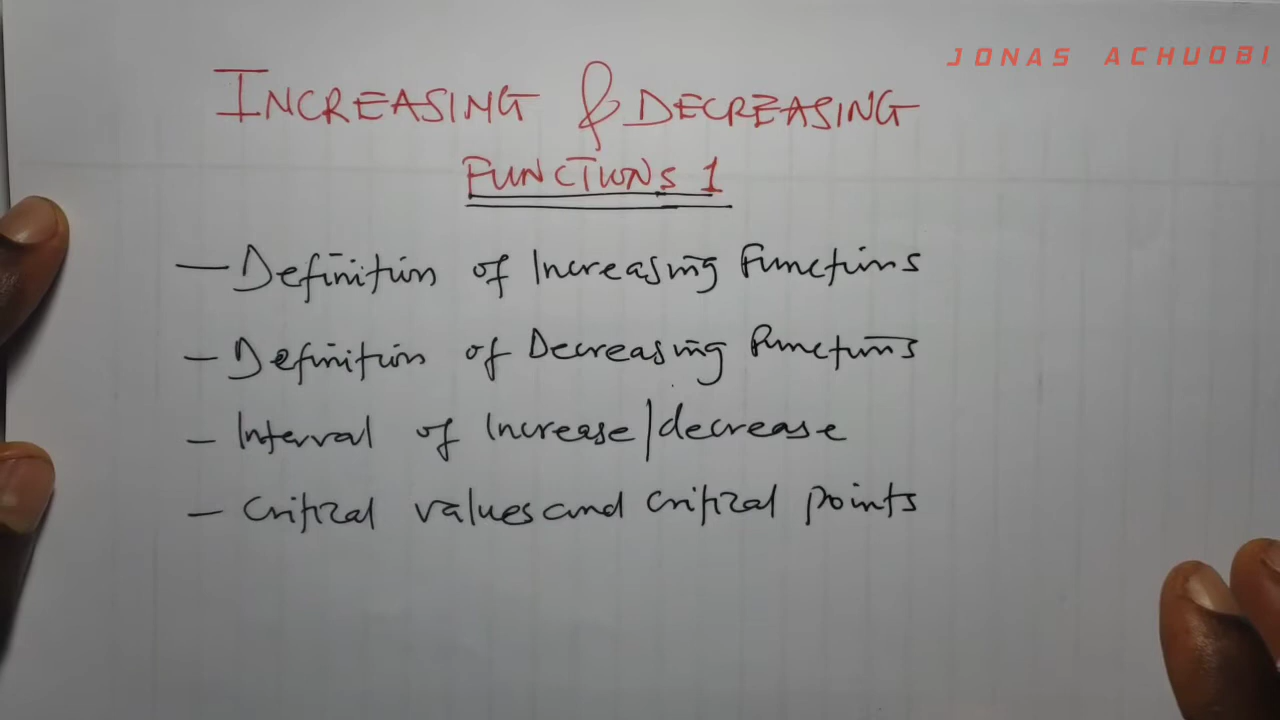 JONAS ACHUOBI
INCREASING & DECREASING
FUNCTIONS 1
— Definition of Increasing Functions
— Definition of Decreasing Functions
— Interval of Increase/decrease
— Critical values and critical points